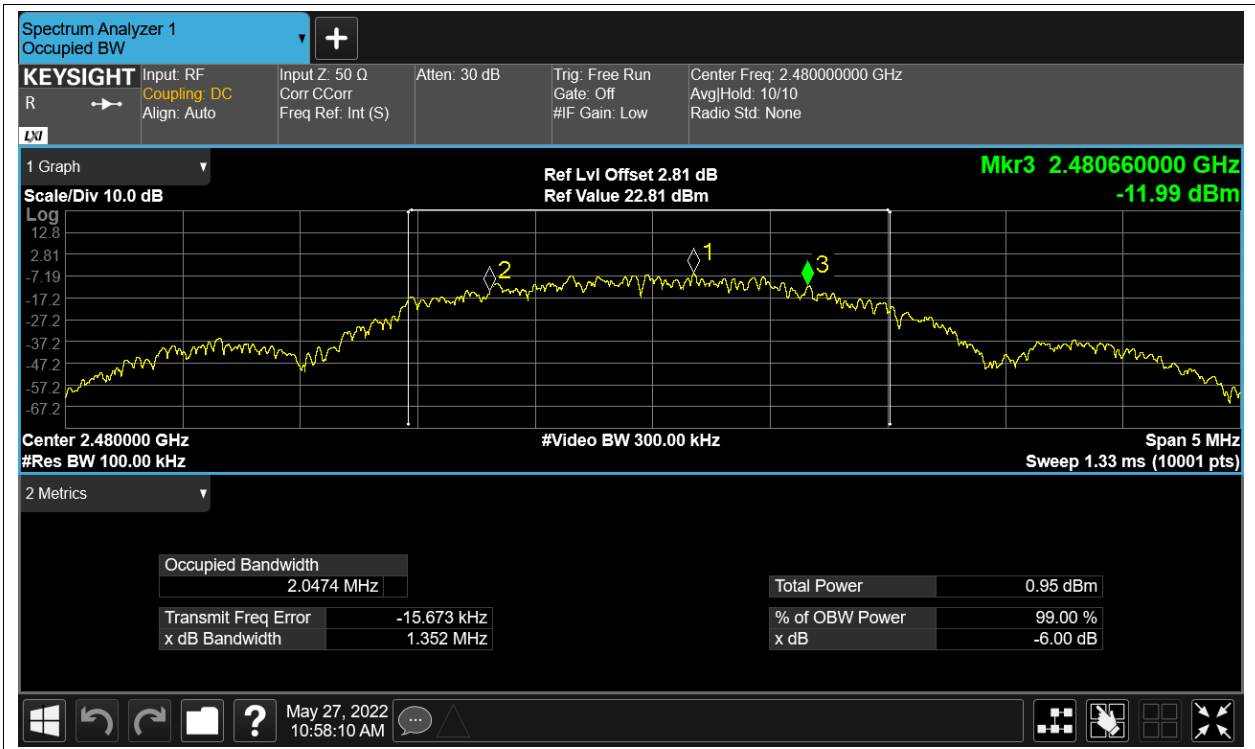 Spectrum Analyzer 1
Occupied BW
KEYSIGHT
R
LXI
Input: RF
Coupling: DC
Align: Auto
Input Z: 50 Ω
Corr CCorr
Freq Ref: Int (S)
Atten: 30 dB
Trig: Free Run
Gate: Off
#IF Gain: Low
Center Freq: 2.480000000 GHz
Avg|Hold: 10/10
Radio Std: None
1 Graph
Scale/Div 10.0 dB
Ref Lvl Offset 2.81 dB
Ref Value 22.81 dBm
Mkr3 2.480660000 GHz
-11.99 dBm
Log
12.8
2.81
-7.19
-17.2
-27.2
-37.2
-47.2
-57.2
-67.2
1
2
3
Center 2.480000 GHz
#Res BW 100.00 kHz
#Video BW 300.00 kHz
Span 5 MHz
Sweep 1.33 ms (10001 pts)
2 Metrics
Occupied Bandwidth
2.0474 MHz
Transmit Freq Error -15.673 kHz
x dB Bandwidth 1.352 MHz
Total Power 0.95 dBm
% of OBW Power 99.00 %
x dB -6.00 dB
?
May 27, 2022
10:58:10 AM